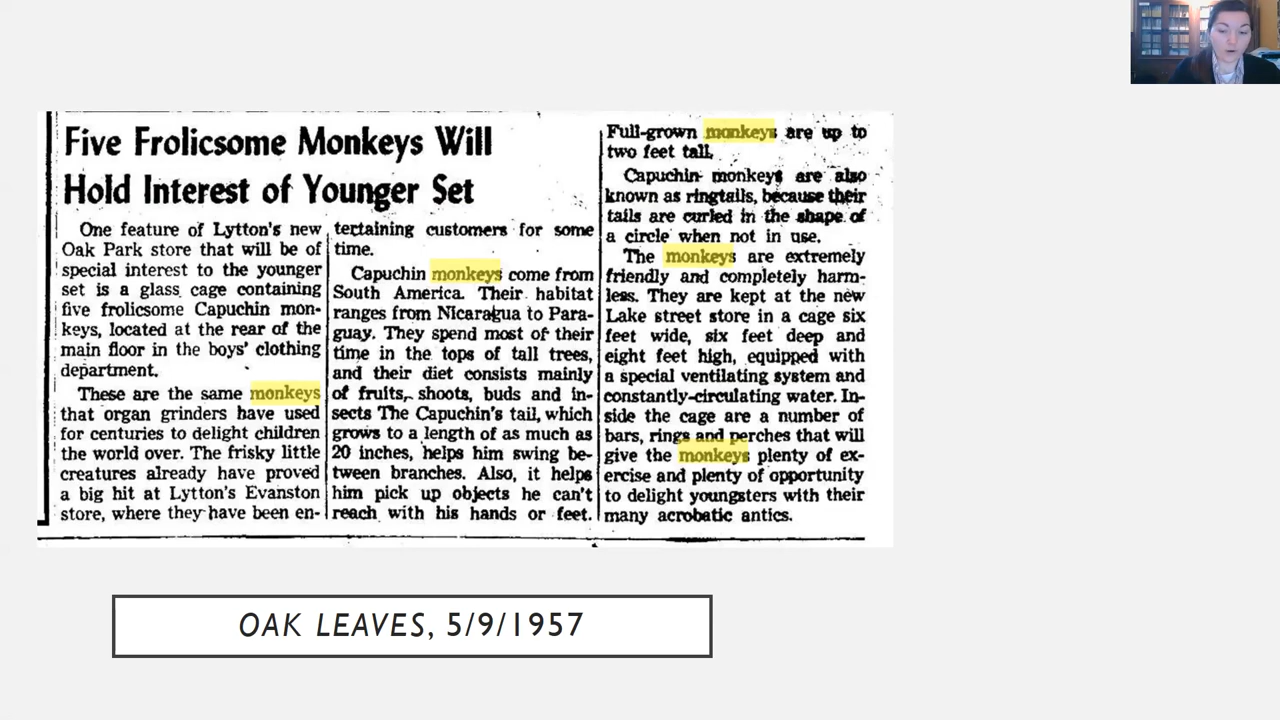 Five Frolicsome Monkeys Will
Hold Interest of Younger Set
One feature of Lytton's new
Oak Park store that will be of
special interest to the younger
set is a glass cage containing
five frolicsome Capuchin mon-
keys, located at the rear of the
main floor in the boys' clothing
department.
These are the same monkeys
that organ grinders have used
for centuries to delight children
the world over. The frisky little
creatures already have proved
a big hit at Lytton's Evanston
store, where they have been en-
tertaining customers for some
time.
Capuchin monkeys come from
South America. Their habitat
ranges from Nicaragua to Para-
guay. They spend most of their
time in the tops of tall trees,
and their diet consists mainly
of fruits, shoots, buds and in-
sects The Capuchin's tail, which
grows to a length of as much as
20 inches, helps him swing be-
tween branches. Also, it helps
him pick up objects he can't
reach with his hands or feet.
Full-grown monkeys are up to
two feet tall.
Capuchin monkeys are also
known as ringtails, because their
tails are curled in the shape of
a circle when not in use.
The monkeys are extremely
friendly and completely harm-
less. They are kept at the new
Lake street store in a cage six
feet wide, six feet deep and
eight feet high, equipped with
a special ventilating system and
constantly-circulating water. In-
side the cage are a number of
bars, rings and perches that will
give the monkeys plenty of ex-
ercise and plenty of opportunity
to delight youngsters with their
many acrobatic antics.
OAK LEAVES, 5/9/1957